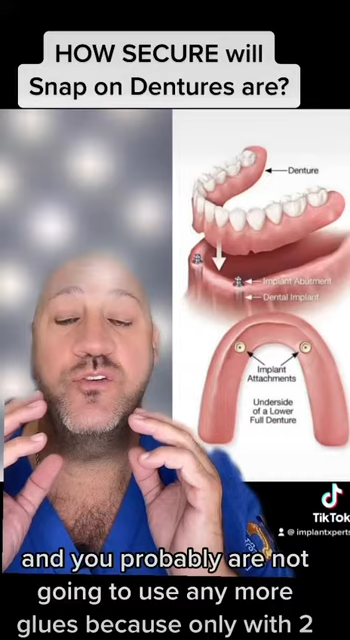 HOW SECURE will
Snap on Dentures are?
Denture
Implant Abutment
Dental Implant
Implant
Attachments
Underside
of a Lower
Full Denture
TikTok
@ implantxperts
and you probably are not
going to use any more
glues because only with 2